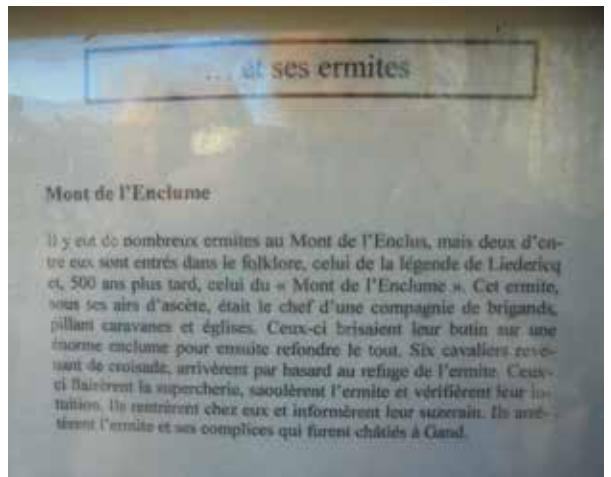 ... et ses ermites
Mont de l'Enclume
Il y eut de nombreux ermites au Mont de l'Enclus, mais deux d'en-
tre eux sont entrés dans le folklore, celui de la légende de Liedericq
et, 500 ans plus tard, celui du « Mont de l'Enclume ». Cet ermite,
sous ses airs d'ascète, était le chef d'une compagnie de brigands,
pillant caravanes et églises. Ceux-ci brisaient leur butin sur une
énorme enclume pour ensuite refondre le tout. Six cavaliers reve-
nant de croisade, arrivèrent par hasard au refuge de l'ermite. Ceux-
ci flairèrent la supercherie, saoulèrent l'ermite et vérifièrent leur in-
tuition. Ils rentrèrent chez eux et informèrent leur suzerain. Ils arrê-
tèrent l'ermite et ses complices qui furent châtiés à Gand.